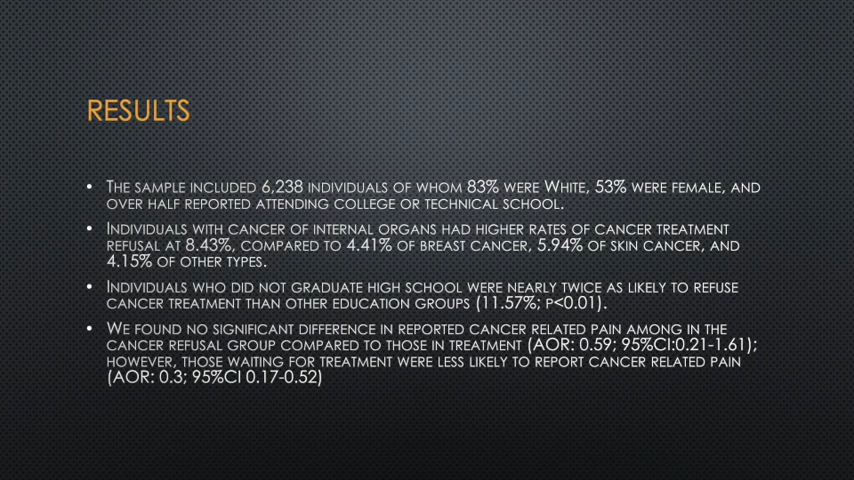 RESULTS
• The sample included 6,238 individuals of whom 83% were White, 53% were female, and
over half reported attending college or technical school.
• Individuals with cancer of internal organs had higher rates of cancer treatment
refusal at 8.43%, compared to 4.41% of breast cancer, 5.94% of skin cancer, and
4.15% of other types.
• Individuals who did not graduate high school were nearly twice as likely to refuse
cancer treatment than other education groups (11.57%; p<0.01).
• We found no significant difference in reported cancer related pain among in the
cancer refusal group compared to those in treatment (AOR: 0.59; 95%CI:0.21-1.61);
however, those waiting for treatment were less likely to report cancer related pain
(AOR: 0.3; 95%CI 0.17-0.52)